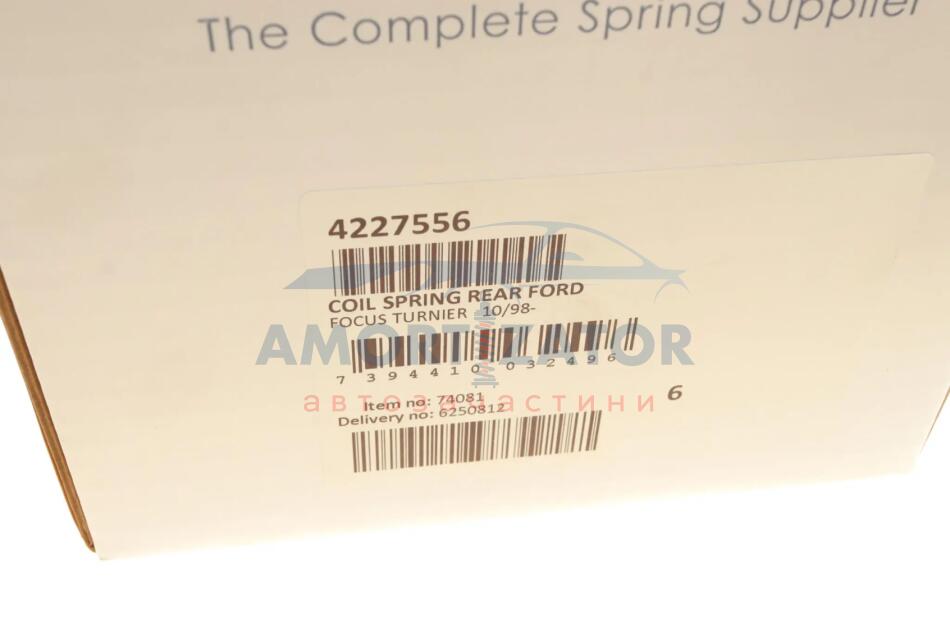 The Complete Spring Supplier
4227556
COIL SPRING REAR FORD
FOCUS TURNIER 10/98-
AMORTIZATOR
7 394410 032496
автозапчастини
Item no: 74081
Delivery no: 6250812
6